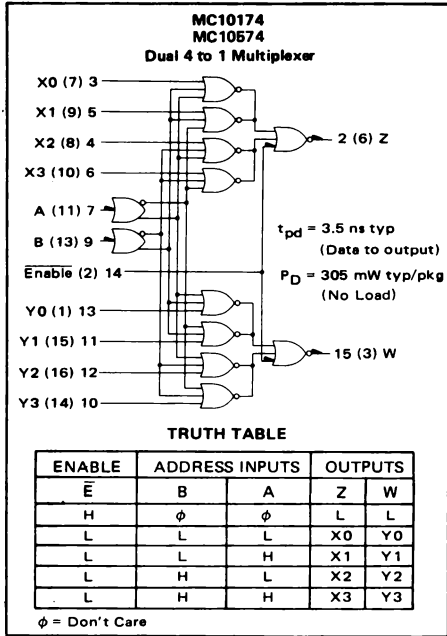 MC10174
MC10574
Dual 4 to 1 Multiplexer
X0 (7) 3
X1 (9) 5
X2 (8) 4
X3 (10) 6
A (11) 7
B (13) 9
Enable (2) 14
Y0 (1) 13
Y1 (15) 11
Y2 (16) 12
Y3 (14) 10
2 (6) Z
tpd = 3.5 ns typ
(Data to output)
PD = 305 mW typ/pkg
(No Load)
15 (3) W
TRUTH TABLE
ENABLE ADDRESS INPUTS OUTPUTS
E̅ B A Z W
H ϕ ϕ L L
L L L X0 Y0
L L H X1 Y1
L H L X2 Y2
L H H X3 Y3
ϕ = Don't Care